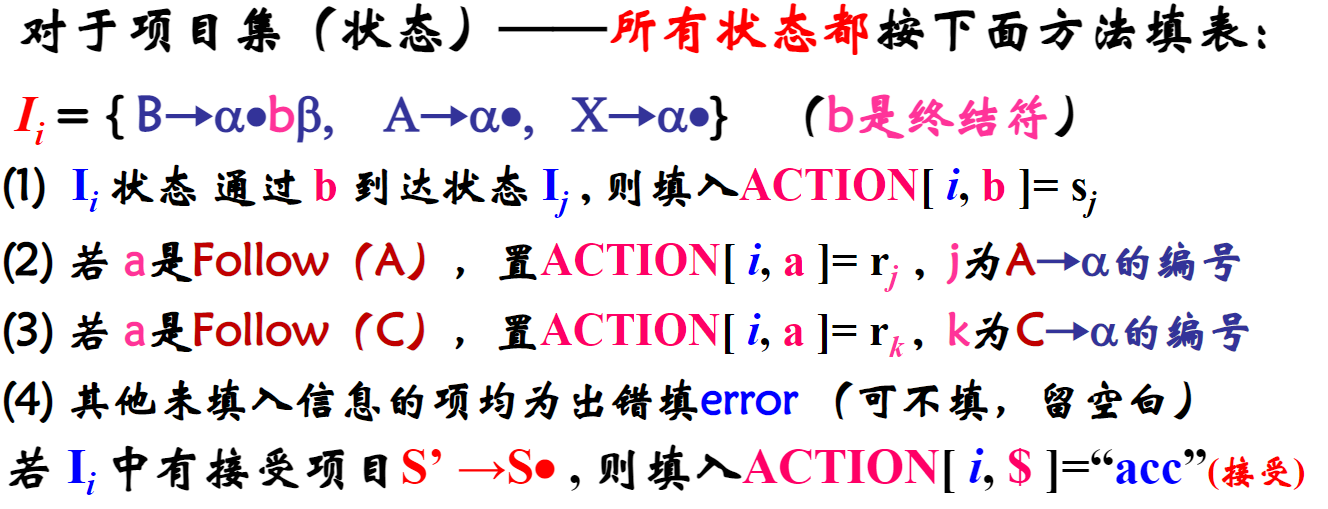 对于项目集（状态）——所有状态都按下面方法填表：
Ii = { B→α●bβ, A→α●, X→α●} （b是终结符）
(1) Ii 状态 通过 b 到达状态 Ij , 则填入ACTION[ i, b ]= sj
(2) 若 a是Follow（A），置ACTION[ i, a ]= rj , j为A→α的编号
(3) 若 a是Follow（C），置ACTION[ i, a ]= rk , k为C→α的编号
(4) 其他未填入信息的项均为出错填error （可不填，留空白）
若 Ii 中有接受项目S’ →S● , 则填入ACTION[ i, $ ]=“acc”(接受)